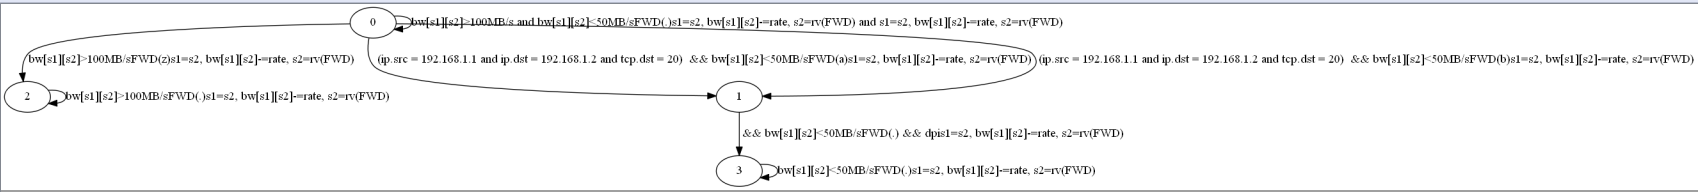 0
bw[s1][s2]>100MB/s and bw[s1][s2]<50MB/sFWD(.)s1=s2, bw[s1][s2]-=rate, s2=rv(FWD) and s1=s2, bw[s1][s2]-=rate, s2=rv(FWD)
bw[s1][s2]>100MB/sFWD(z)s1=s2, bw[s1][s2]-=rate, s2=rv(FWD)
(ip.src = 192.168.1.1 and ip.dst = 192.168.1.2 and tcp.dst = 20) && bw[s1][s2]<50MB/sFWD(a)s1=s2, bw[s1][s2]-=rate, s2=rv(FWD)
(ip.src = 192.168.1.1 and ip.dst = 192.168.1.2 and tcp.dst = 20) && bw[s1][s2]<50MB/sFWD(b)s1=s2, bw[s1][s2]-=rate, s2=rv(FWD)
2
bw[s1][s2]>100MB/sFWD(.)s1=s2, bw[s1][s2]-=rate, s2=rv(FWD)
1
&& bw[s1][s2]<50MB/sFWD(.) && dpis1=s2, bw[s1][s2]-=rate, s2=rv(FWD)
3
bw[s1][s2]<50MB/sFWD(.)s1=s2, bw[s1][s2]-=rate, s2=rv(FWD)